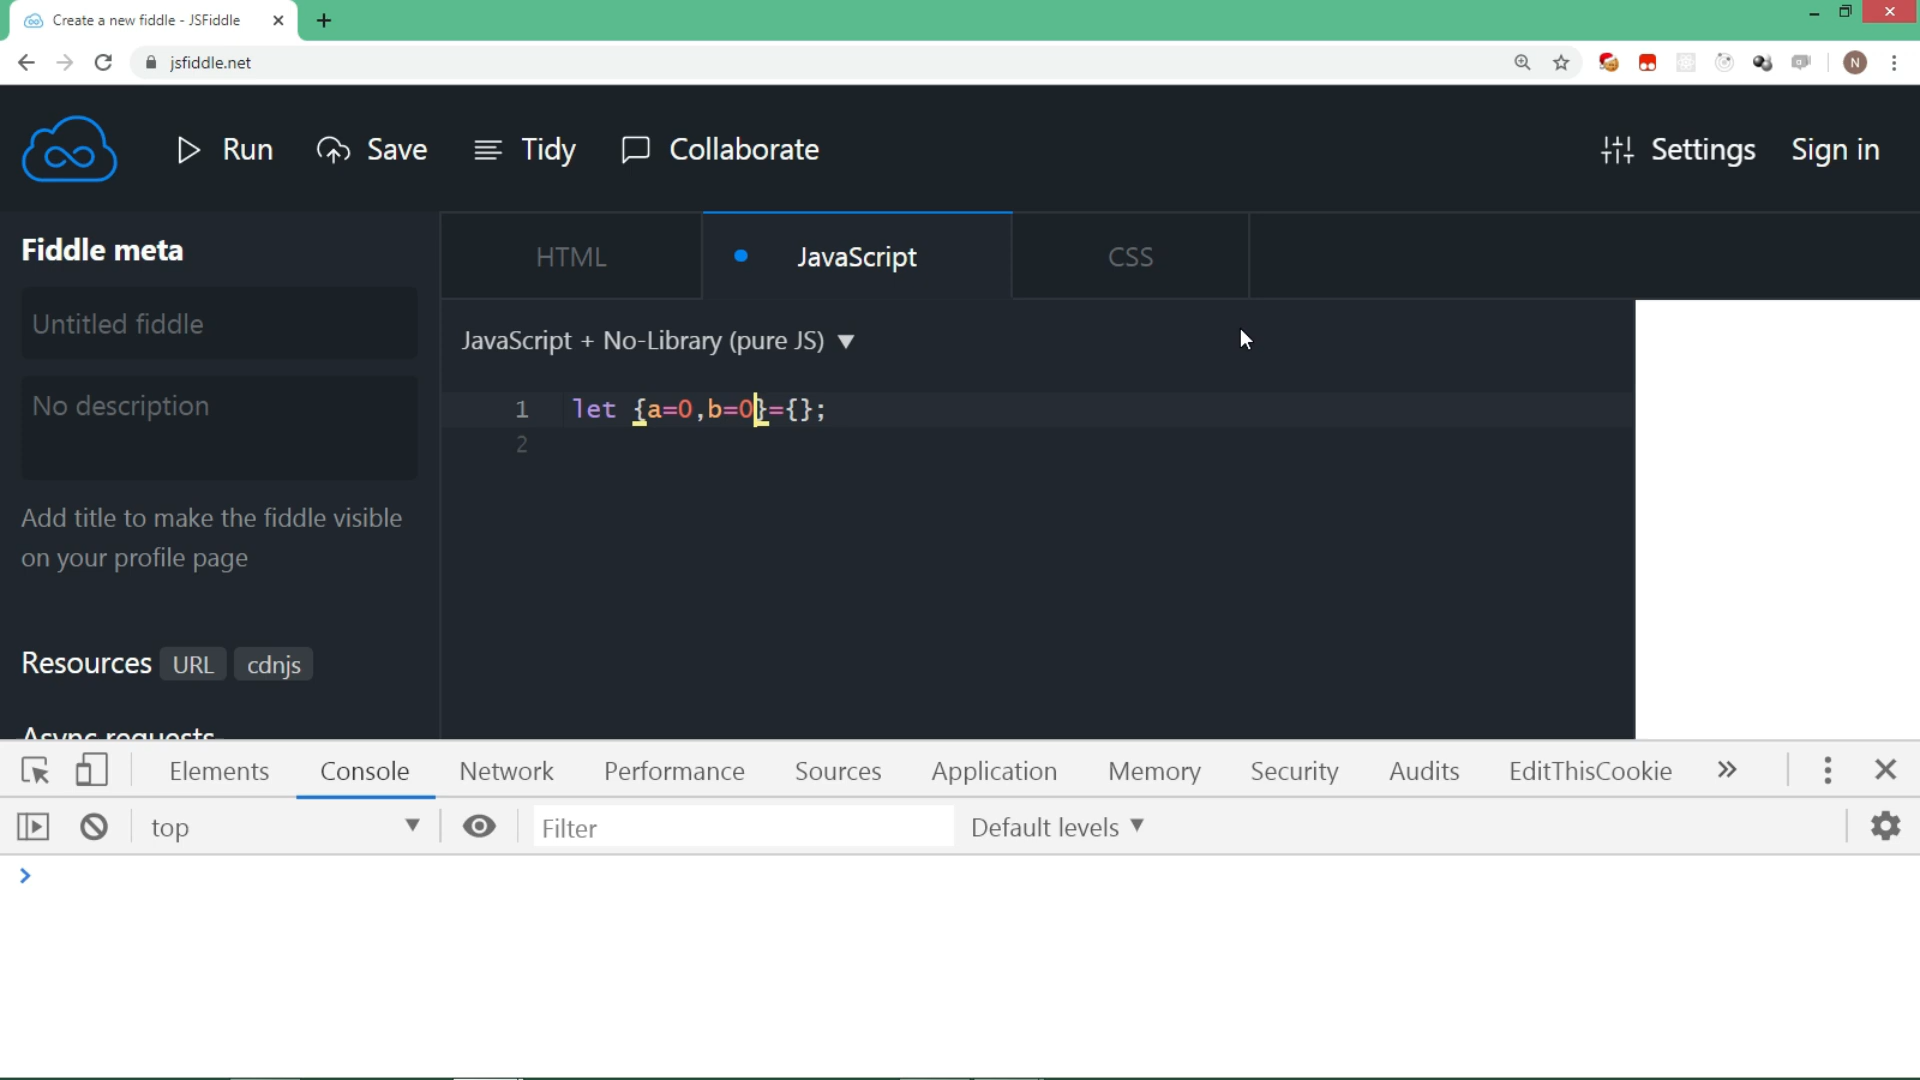 Create a new fiddle - JSFiddle
jsfiddle.net
N
Run Save Tidy Collaborate Settings Sign in
Fiddle meta
HTML JavaScript CSS
Untitled fiddle
JavaScript + No-Library (pure JS) ▼
No description
1 let {a=0,b=0}={};
2
Add title to make the fiddle visible
on your profile page
Resources URL cdnjs
Async requests
Elements Console Network Performance Sources Application Memory Security Audits EditThisCookie »
top ▼ Filter Default levels ▼
>